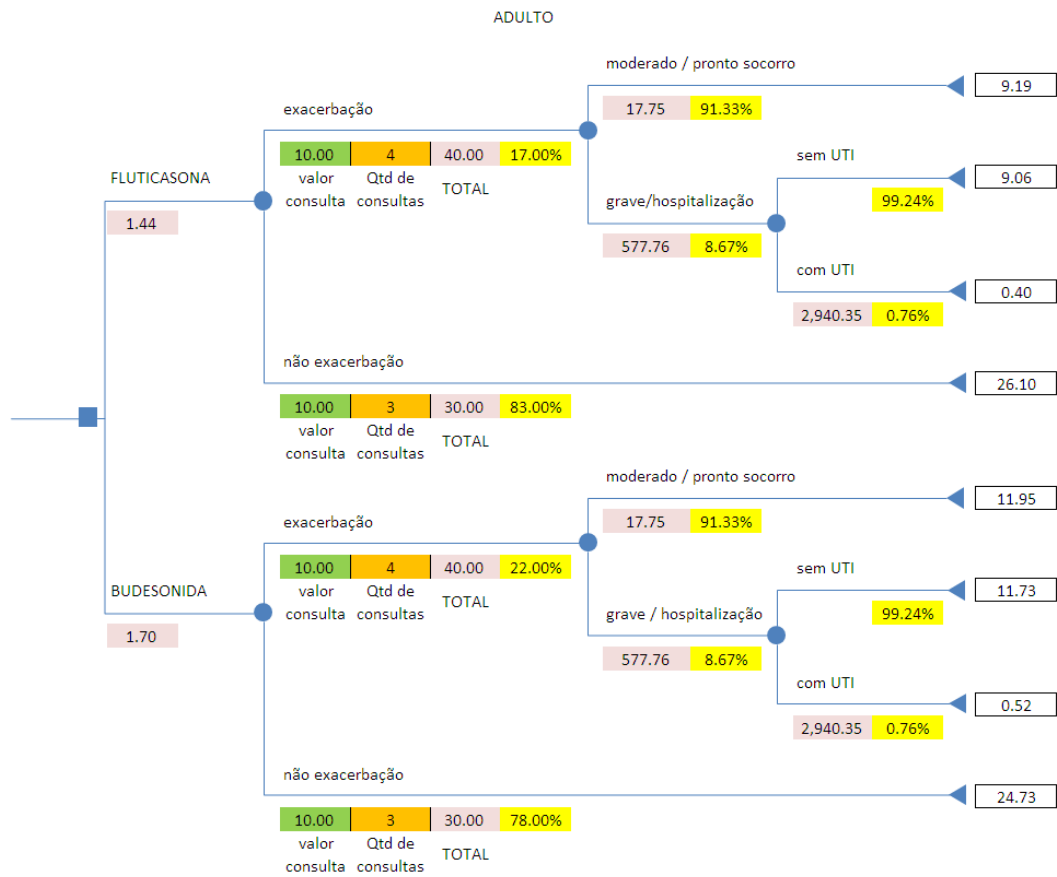 ADULTO
moderado / pronto socorro
9.19
exacerbação
17.75 91.33%
sem UTI
10.00 4 40.00 17.00%
FLUTICASONA
valor Qtd de TOTAL
consulta consultas
9.06
99.24%
grave/hospitalização
1.44
577.76 8.67%
com UTI
0.40
2,940.35 0.76%
não exacerbação
26.10
10.00 3 30.00 83.00%
valor Qtd de TOTAL
consulta consultas
moderado / pronto socorro
11.95
exacerbação
17.75 91.33%
10.00 4 40.00 22.00%
sem UTI
BUDESONIDA
valor Qtd de TOTAL
consulta consultas
11.73
grave / hospitalização
99.24%
1.70
577.76 8.67%
com UTI
0.52
2,940.35 0.76%
não exacerbação
24.73
10.00 3 30.00 78.00%
valor Qtd de TOTAL
consulta consultas